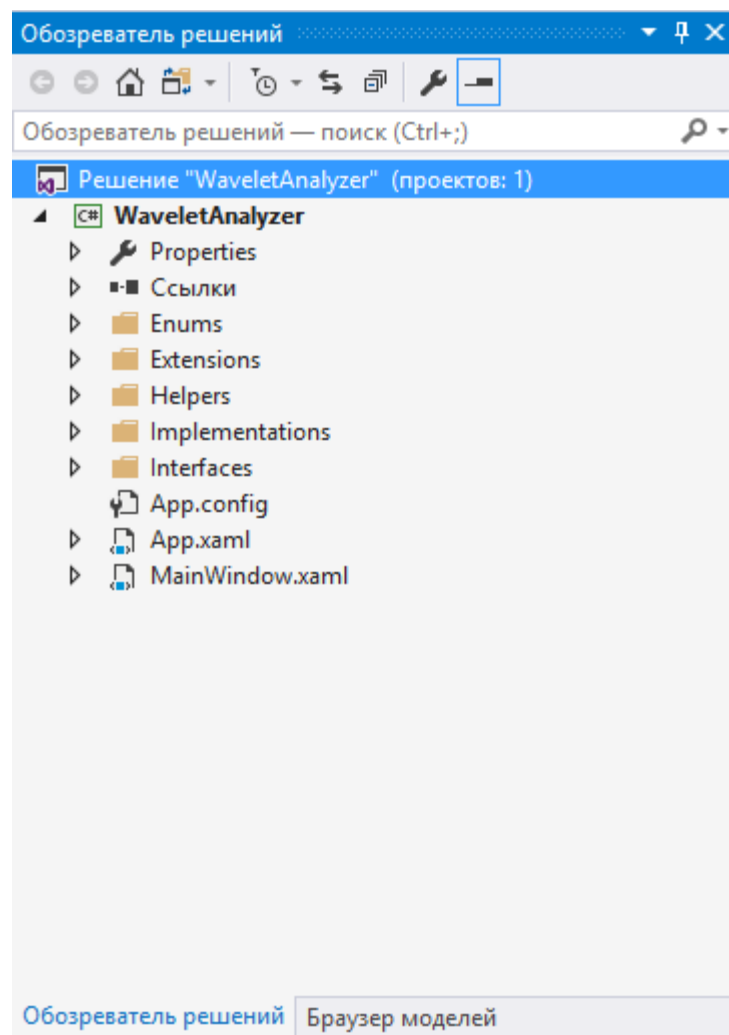 Обозреватель решений
Обозреватель решений — поиск (Ctrl+;)
Решение "WaveletAnalyzer" (проектов: 1)
C# WaveletAnalyzer
Properties
Ссылки
Enums
Extensions
Helpers
Implementations
Interfaces
App.config
App.xaml
MainWindow.xaml
Обозреватель решений Браузер моделей